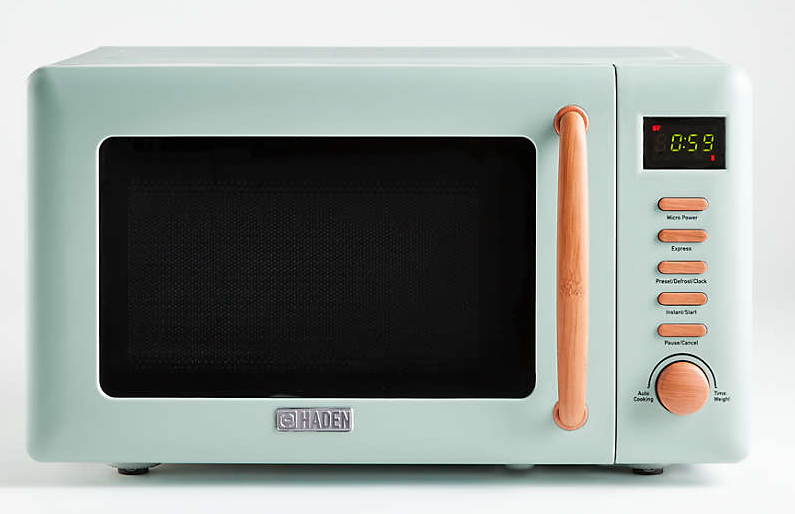 0:59
Micro Power
Express
Preset/Defrost/Clock
Instant/Start
Pause/Cancel
Auto
Cooking
Time
Weight
HADEN